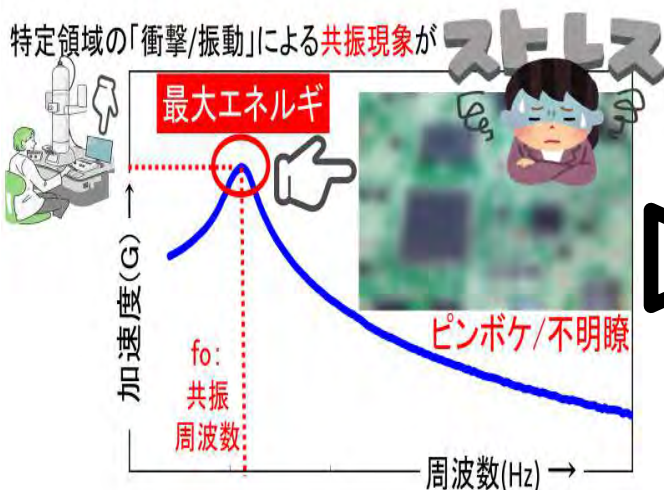 特定領域の「衝撃/振動」による共振現象が
ストレス
最大エネルギ
加速度(G) →
ピンボケ/不明瞭
fo:
共振
周波数
周波数(Hz) →